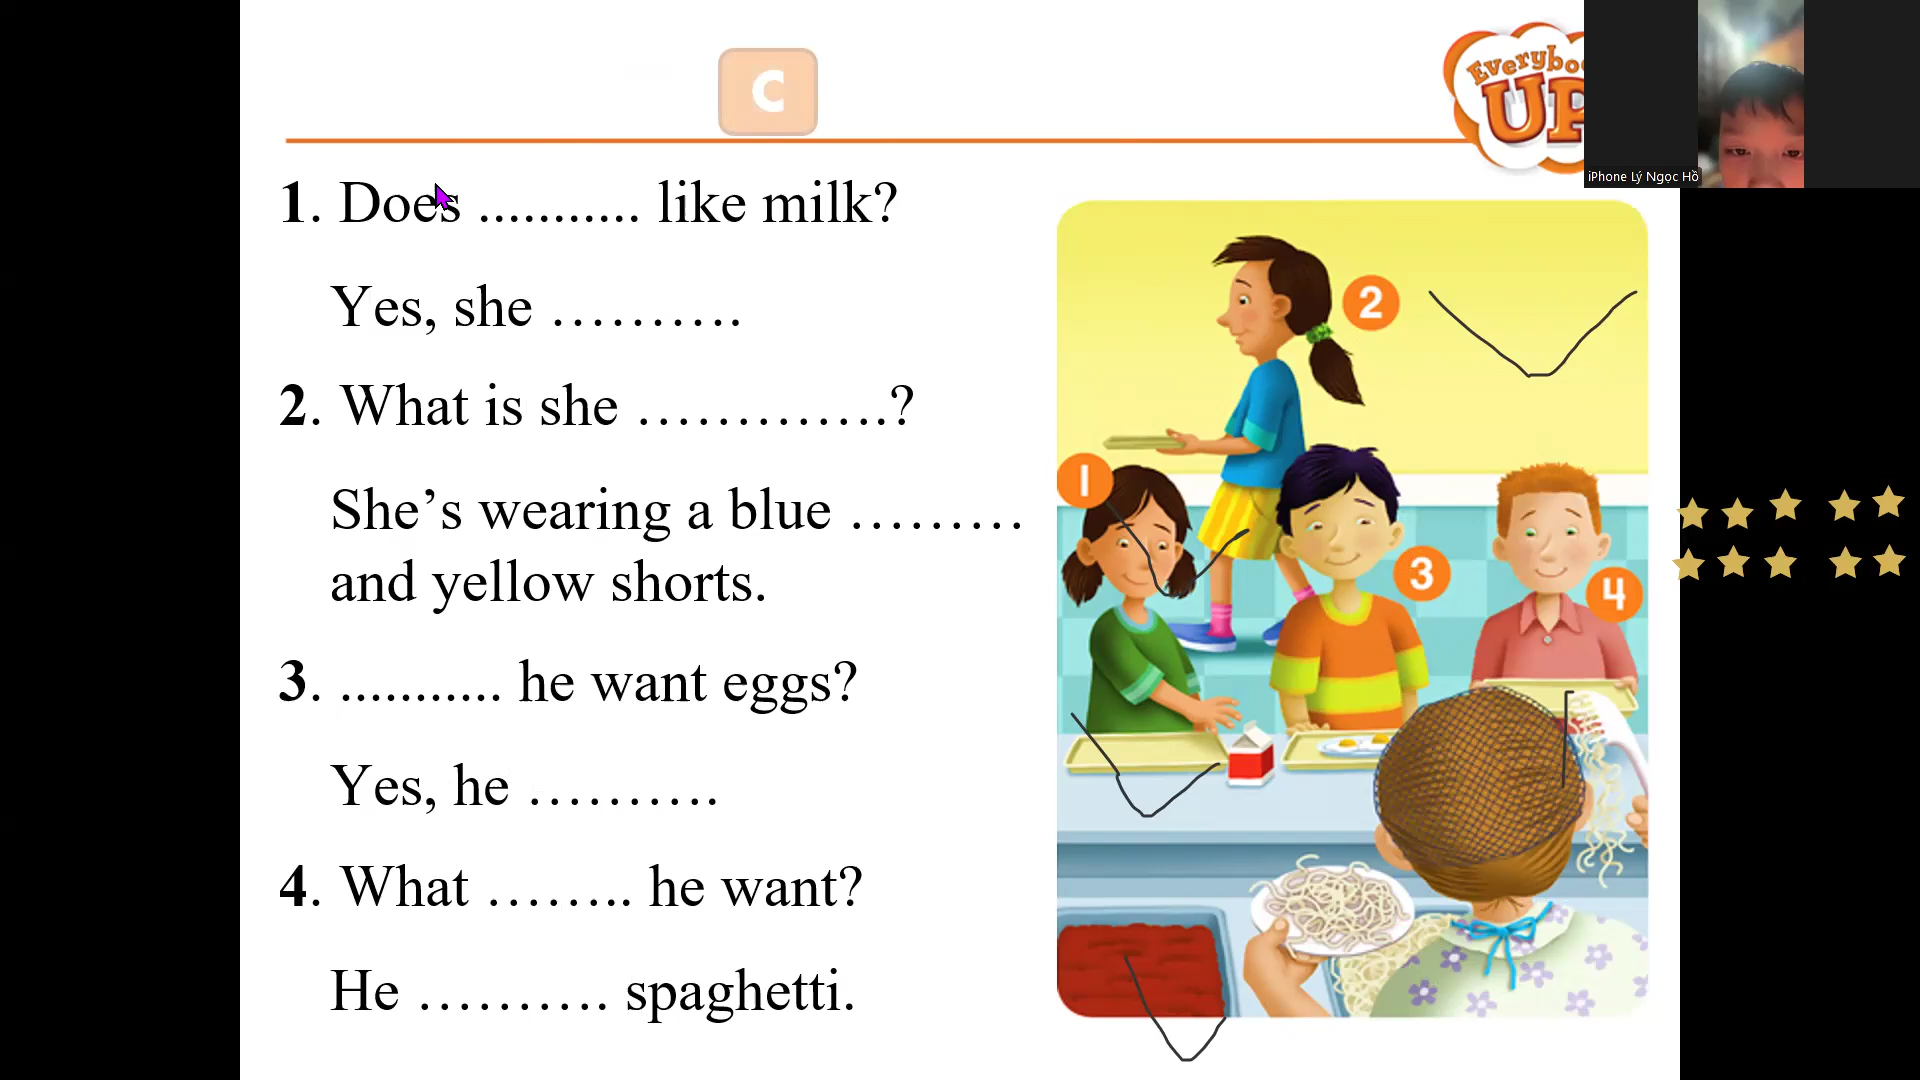 C
Everybo
UP
iPhone Lý Ngọc Hồ
1. Does ........... like milk?
Yes, she ……….
2. What is she ………….?
She's wearing a blue ………
and yellow shorts.
3. ........... he want eggs?
Yes, he ……….
4. What …….. he want?
He ………. spaghetti.
2
1
3
4